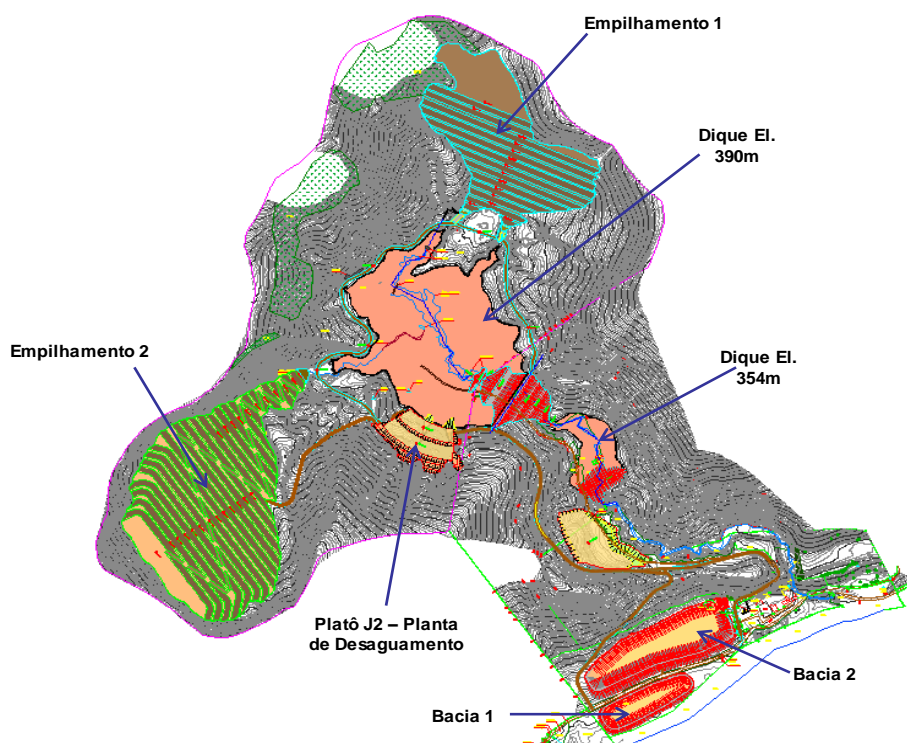 Empilhamento 1
Dique El.
390m
Empilhamento 2
Dique El.
354m
Platô J2 – Planta
de Desaguamento
Bacia 2
Bacia 1